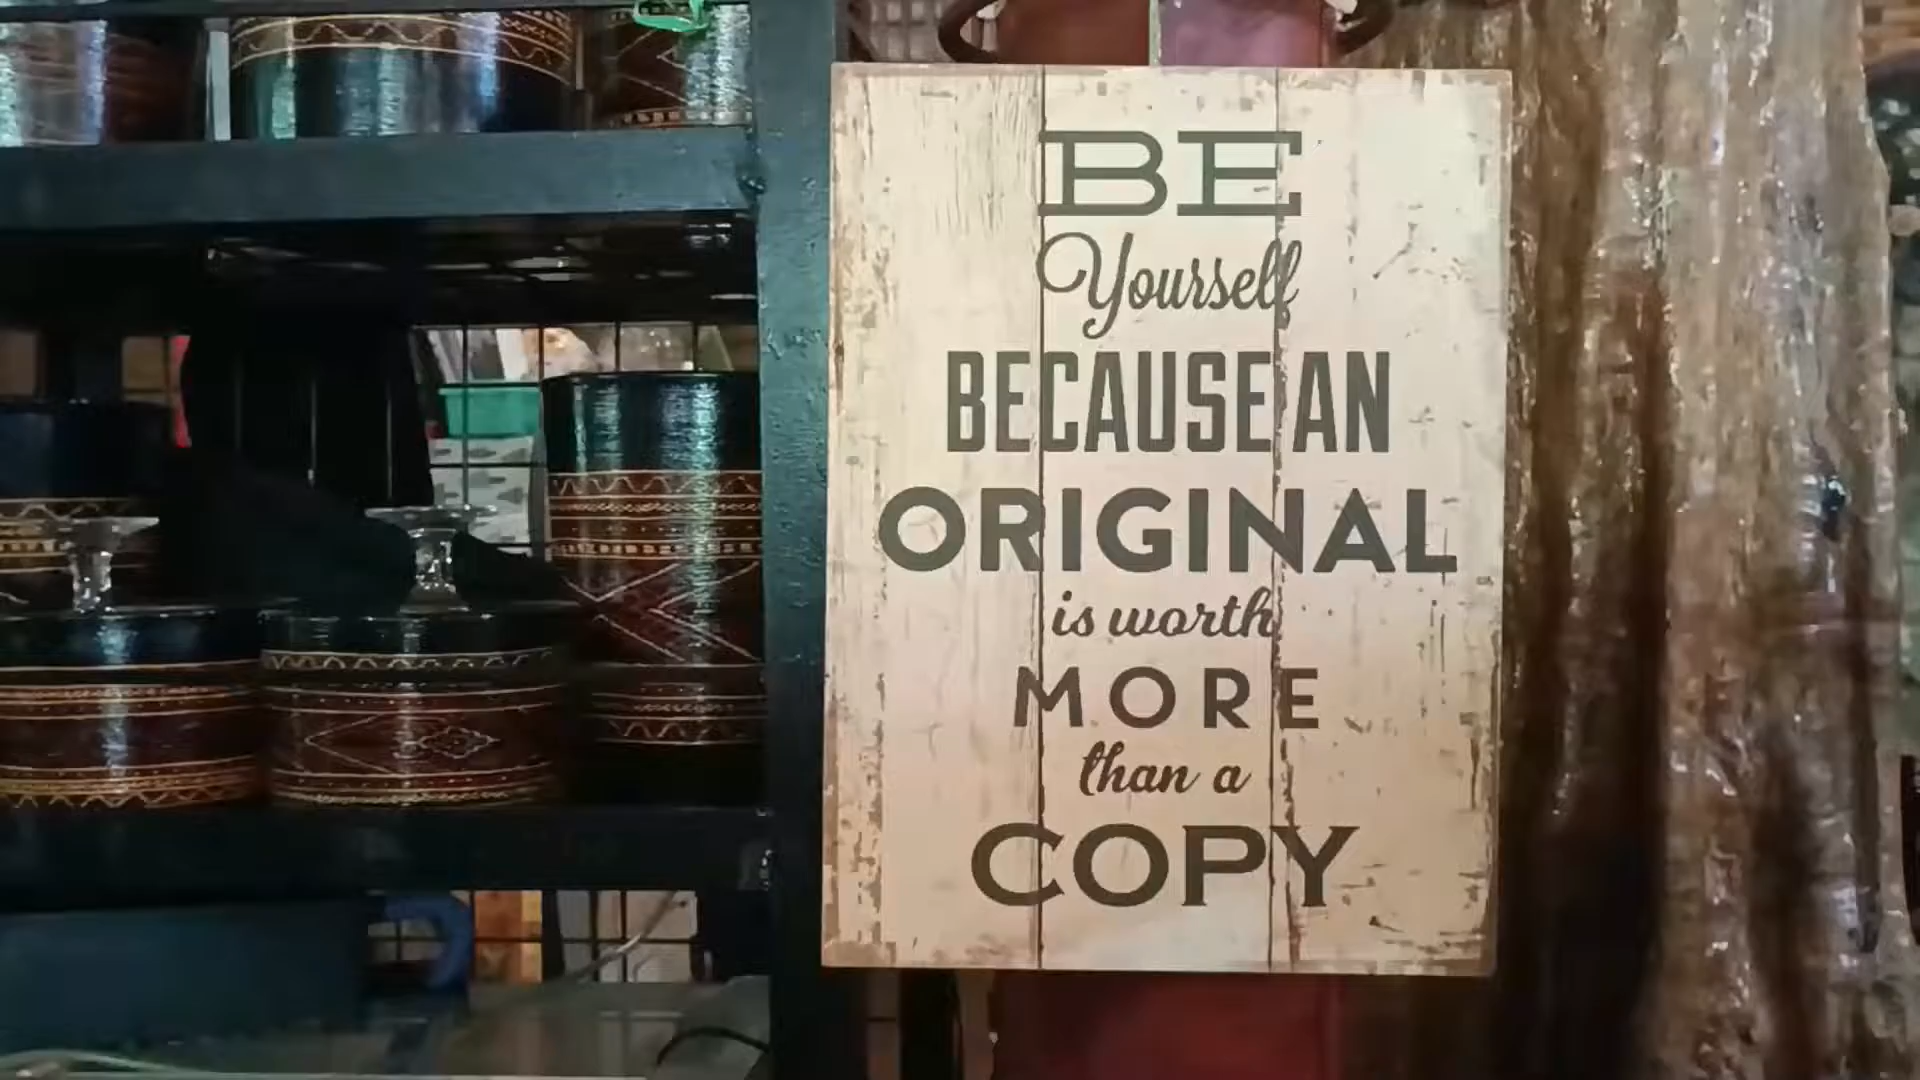 BE
Yourself
BECAUSE AN
ORIGINAL
is worth
MORE
than a
COPY